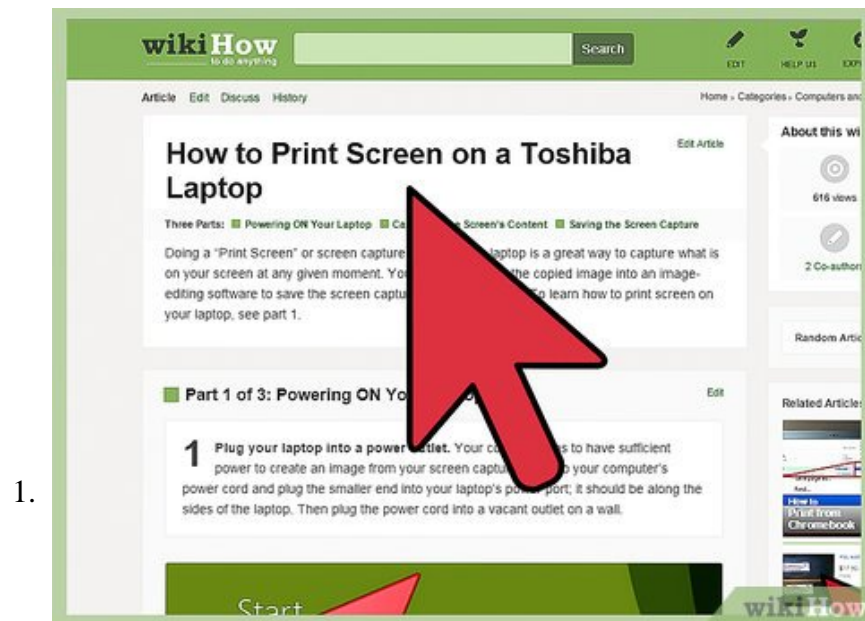 wikiHow
to do anything
Search
EDIT
HELP US
Article Edit Discuss History
Home » Categories » Computers and
How to Print Screen on a Toshiba
Laptop
Edit Article
About this wi
616 views
Three Parts: Powering ON Your Laptop Screen's Content Saving the Screen Capture
Doing a "Print Screen" or screen capture laptop is a great way to capture what is
on your screen at any given moment. the copied image into an image-
editing software to save the screen To learn how to print screen on
your laptop, see part 1.
2 Co-author
Random Artic
Part 1 of 3: Powering ON
Edit
Related Article
1 Plug your laptop into a power outlet. Your to have sufficient
power to create an image from your screen your computer's
power cord and plug the smaller end into your laptop's power port; it should be along the
sides of the laptop. Then plug the power cord into a vacant outlet on a wall.
How to
Print from
Chromebook
1.
Start
wikiHow